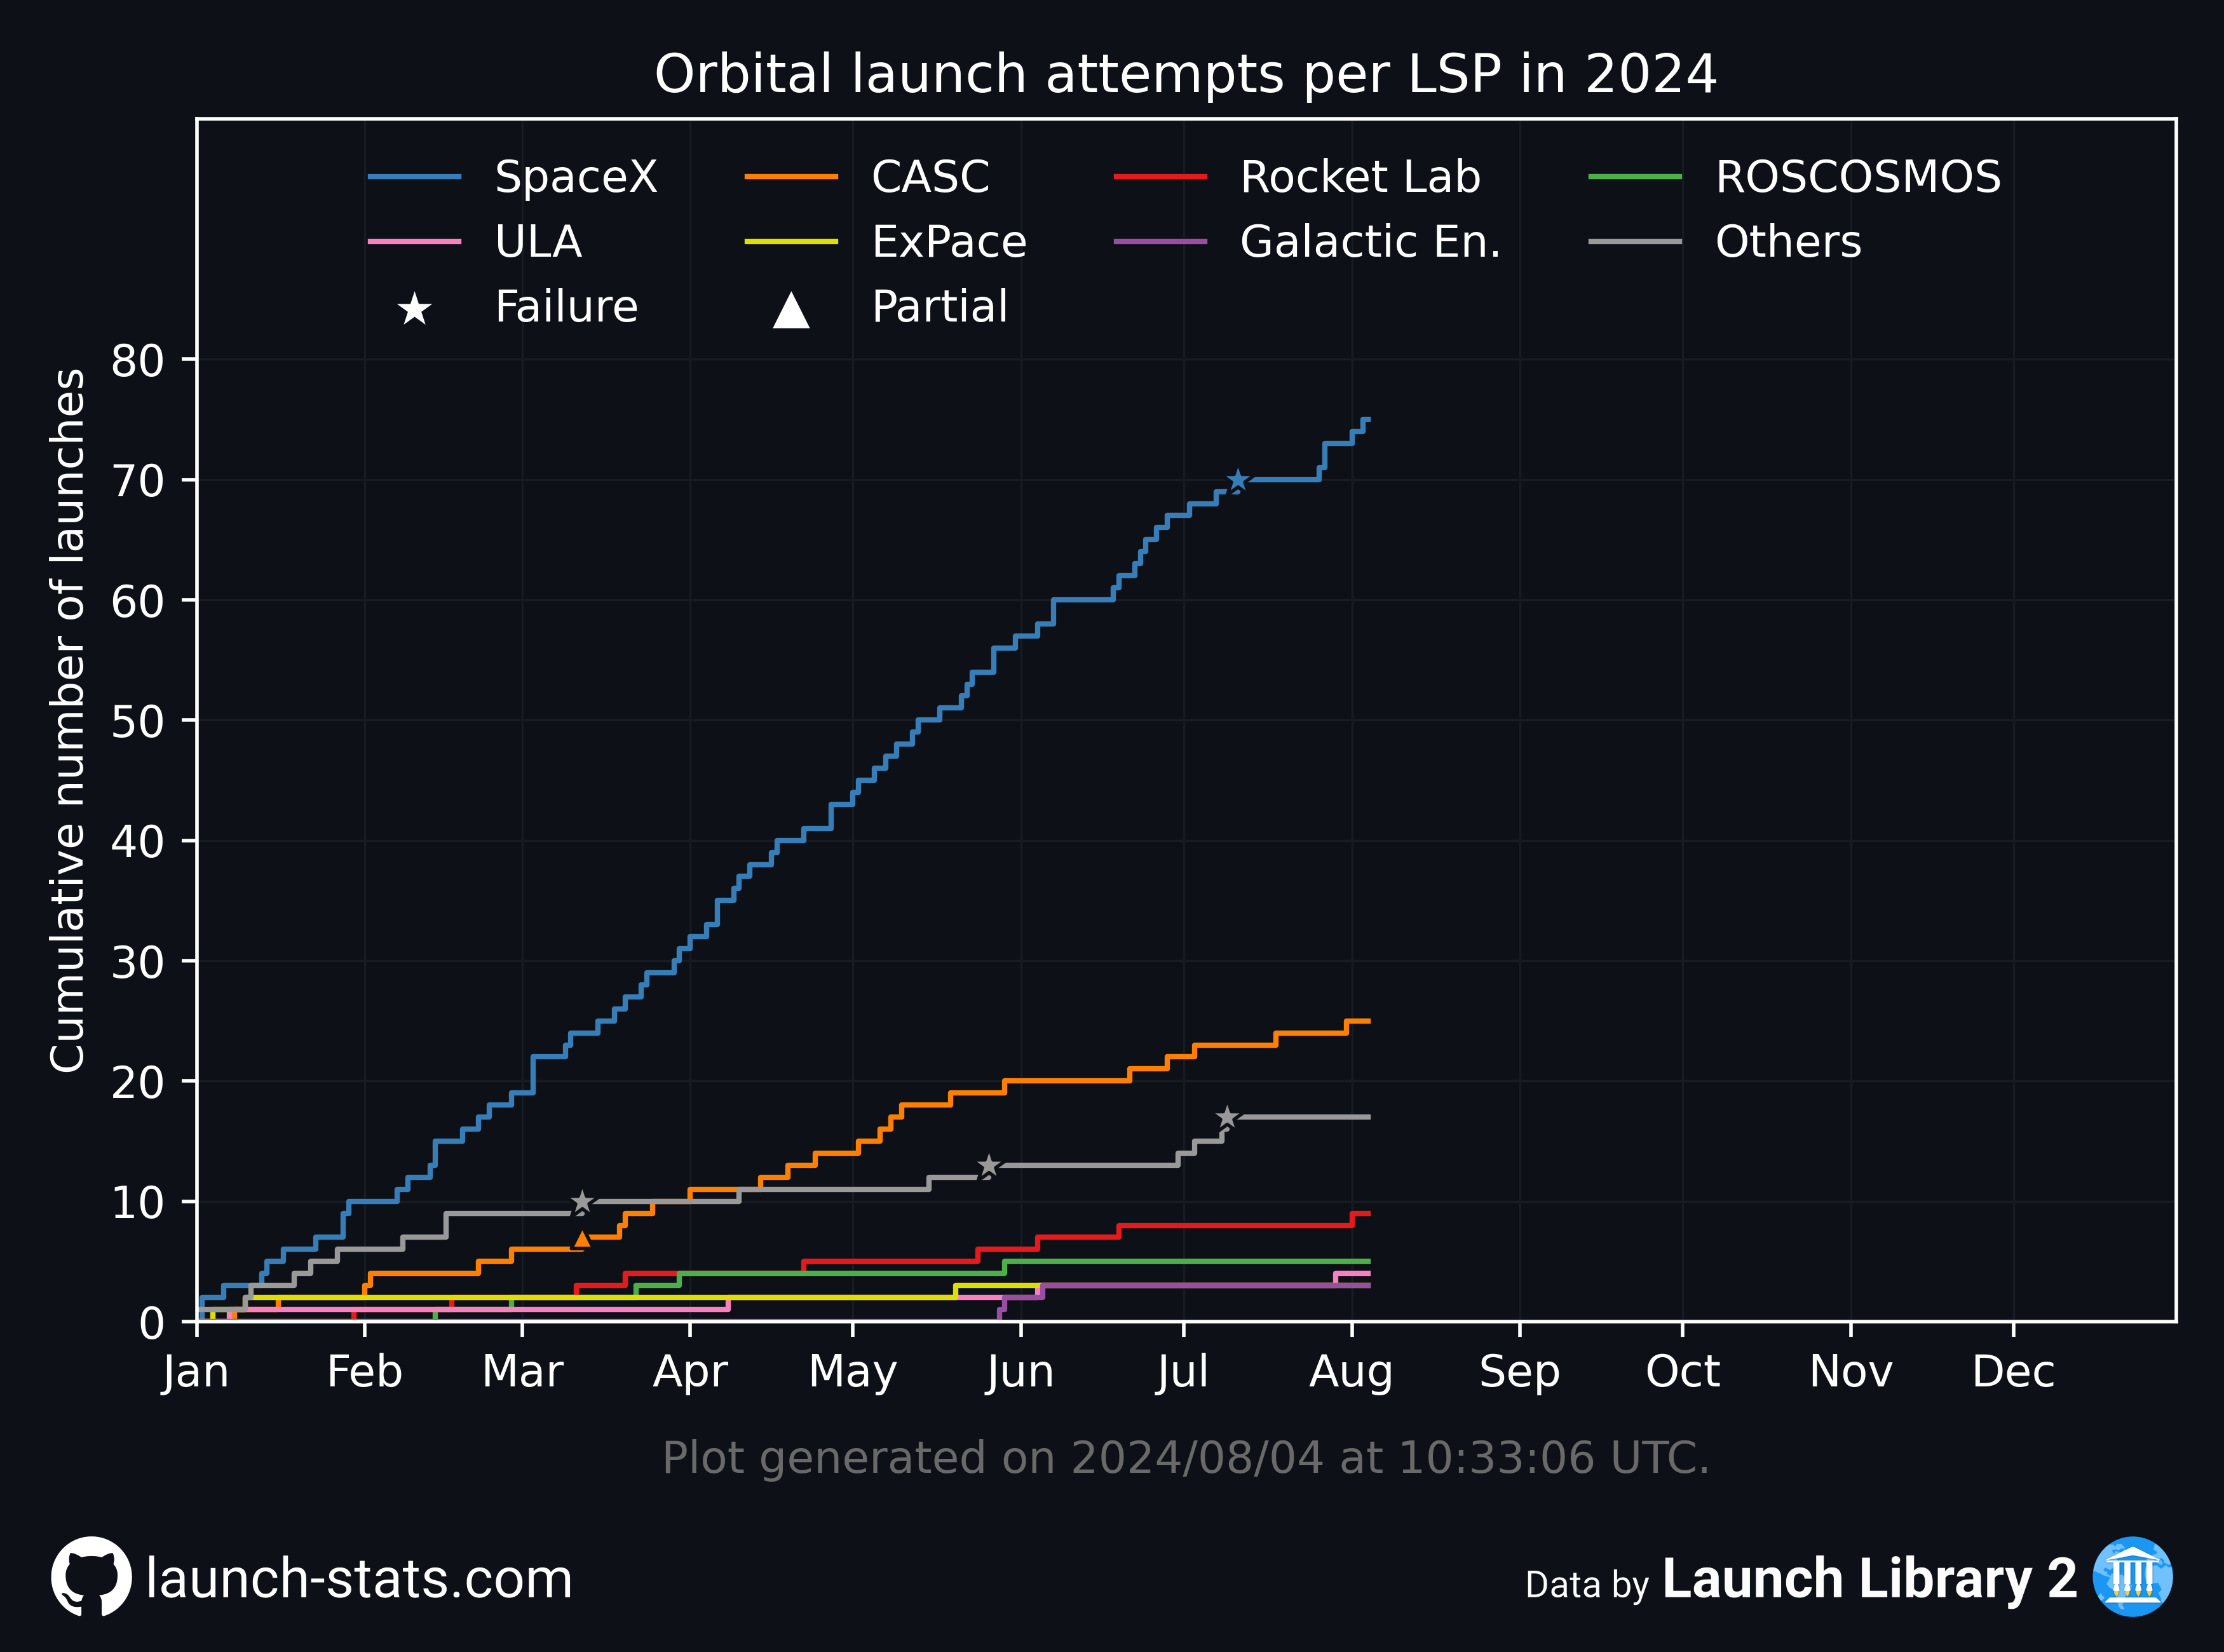 Orbital launch attempts per LSP in 2024
SpaceX CASC Rocket Lab ROSCOSMOS
ULA ExPace Galactic En. Others
Failure Partial
Cumulative number of launches
80
70
60
50
40
30
20
10
0
Jan Feb Mar Apr May Jun Jul Aug Sep Oct Nov Dec
Plot generated on 2024/08/04 at 10:33:06 UTC.
launch-stats.com
Data by Launch Library 2